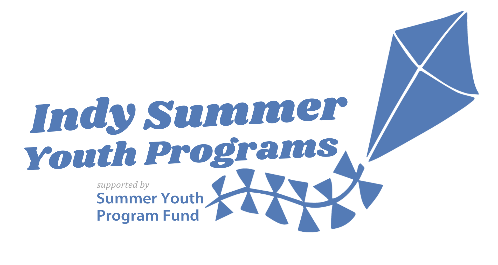 Indy Summer
Youth Programs
supported by
Summer Youth
Program Fund